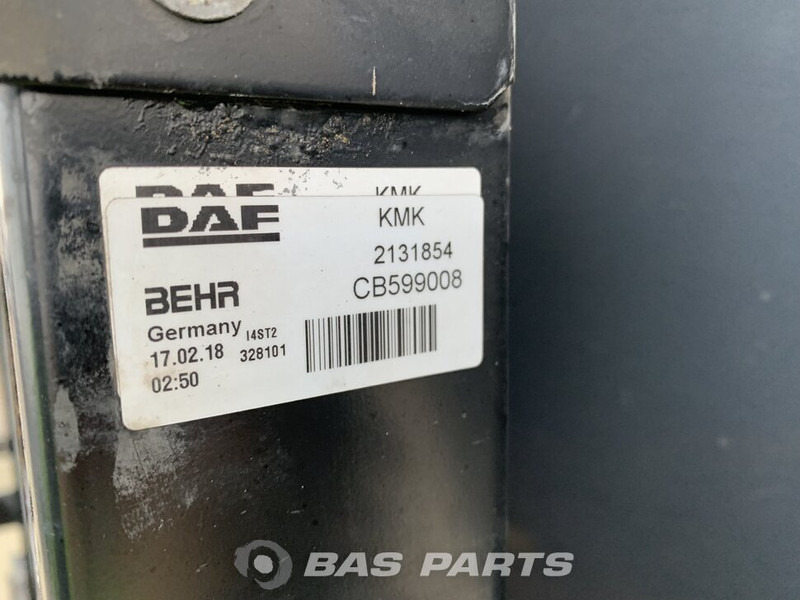 DAF KMK
DAF KMK
2131854
BEHR CB599008
Germany I4ST2
17.02.18 328101
02:50
BAS PARTS